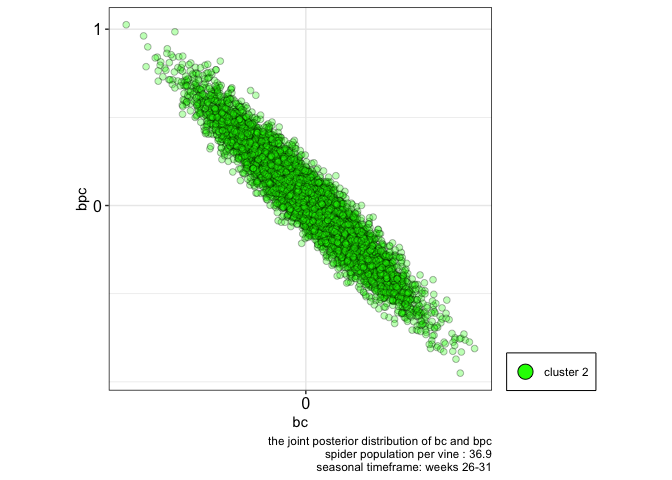 1
bpc
0
0
bc
cluster 2
the joint posterior distribution of bc and bpc
spider population per vine : 36.9
seasonal timeframe: weeks 26-31